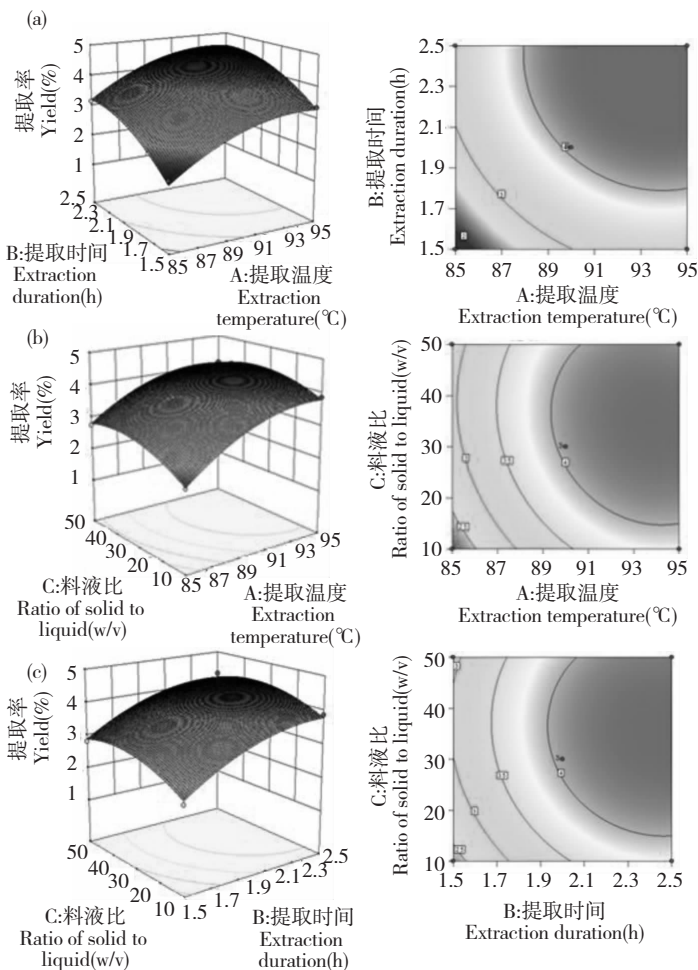 (a)
5
4
3
2
1
提取率
Yield(%)
2.5
2.3
2.1
1.9
1.7
1.5
B:提取时间
Extraction
duration(h)
85
87
89
91
93
95
A:提取温度
Extraction
temperature(℃)
2.5
2.3
2.1
1.9
1.7
1.5
B:提取时间
Extraction duration(h)
85
87
89
91
93
95
A:提取温度
Extraction temperature(℃)
(b)
5
4
3
2
1
提取率
Yield(%)
50
40
30
20
10
C:料液比
Ratio of solid to
liquid(w/v)
85
87
89
91
93
95
A:提取温度
Extraction
temperature(℃)
50
40
30
20
10
C:料液比
Ratio of solid to liquid(w/v)
85
87
89
91
93
95
A:提取温度
Extraction temperature(℃)
(c)
5
4
3
2
1
提取率
Yield(%)
50
40
30
20
10
C:料液比
Ratio of solid to
liquid(w/v)
1.5
1.7
1.9
2.1
2.3
2.5
B:提取时间
Extraction
duration(h)
50
40
30
20
10
C:料液比
Ratio of solid to liquid(w/v)
1.5
1.7
1.9
2.1
2.3
2.5
B:提取时间
Extraction duration(h)